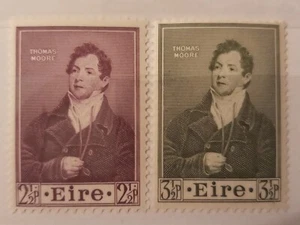 THOMAS
MOORE
2½P · Eire · 2½P
THOMAS
MOORE
3½P · Eire · 3½P